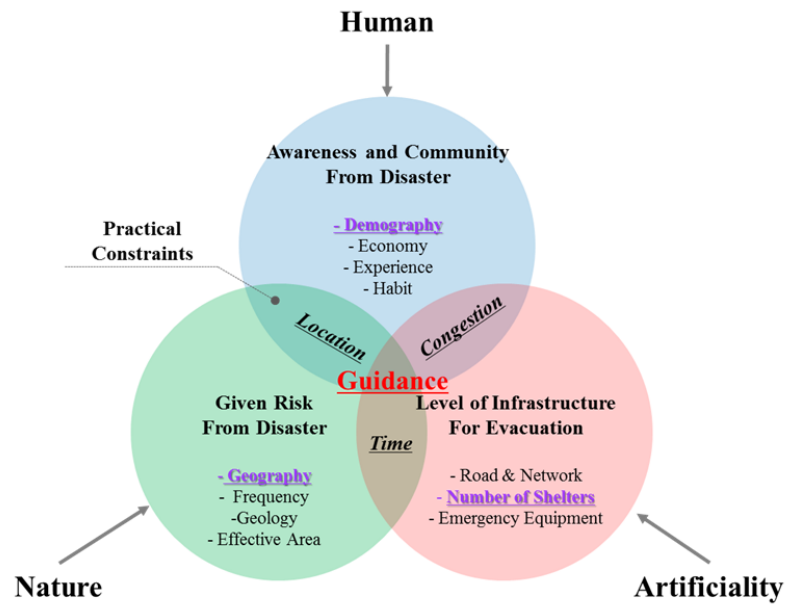 Human
Awareness and Community
From Disaster
- Demography
- Economy
- Experience
- Habit
Practical
Constraints
Location
Congestion
Guidance
Given Risk
From Disaster
- Geography
- Frequency
-Geology
- Effective Area
Time
Level of Infrastructure
For Evacuation
- Road & Network
- Number of Shelters
- Emergency Equipment
Nature
Artificiality